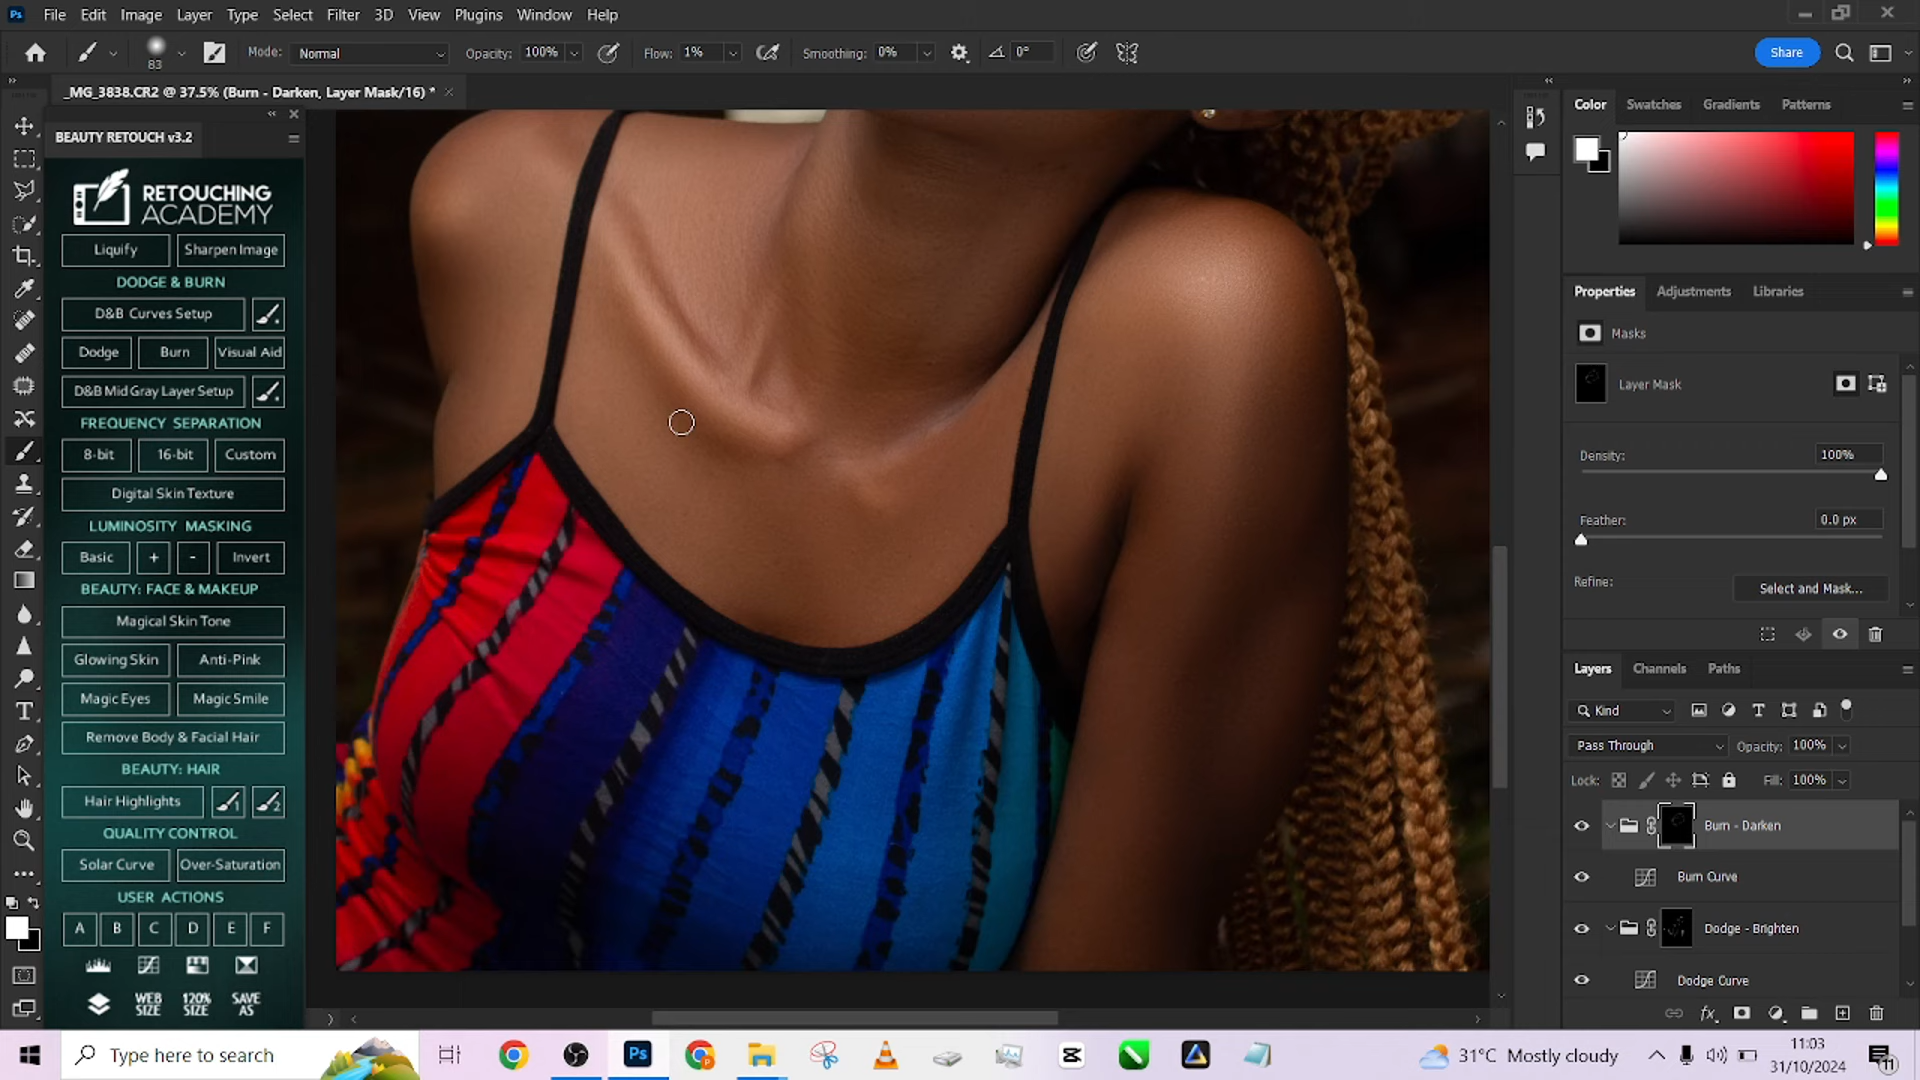 Ps File Edit Image Layer Type Select Filter 3D View Plugins Window Help
83 Mode: Normal Opacity: 100% Flow: 1% Smoothing: 0% 0° Share
_MG_3838.CR2 @ 37.5% (Burn - Darken, Layer Mask/16) *
BEAUTY RETOUCH v3.2
RETOUCHING
ACADEMY
Liquify Sharpen Image
DODGE & BURN
D&B Curves Setup
Dodge Burn Visual Aid
D&B Mid Gray Layer Setup
FREQUENCY SEPARATION
8-bit 16-bit Custom
Digital Skin Texture
LUMINOSITY MASKING
Basic + - Invert
BEAUTY: FACE & MAKEUP
Magical Skin Tone
Glowing Skin Anti-Pink
Magic Eyes Magic Smile
Remove Body & Facial Hair
BEAUTY: HAIR
Hair Highlights 1 2
QUALITY CONTROL
Solar Curve Over-Saturation
USER ACTIONS
A B C D E F
WEB SIZE 120% SIZE SAVE AS
Color Swatches Gradients Patterns
Properties Adjustments Libraries
Masks
Layer Mask
Density: 100%
Feather: 0.0 px
Refine: Select and Mask...
Layers Channels Paths
Kind
Pass Through Opacity: 100%
Lock: Fill: 100%
Burn - Darken
Burn Curve
Dodge - Brighten
Dodge Curve
Type here to search
31°C Mostly cloudy
11:03
31/10/2024
11